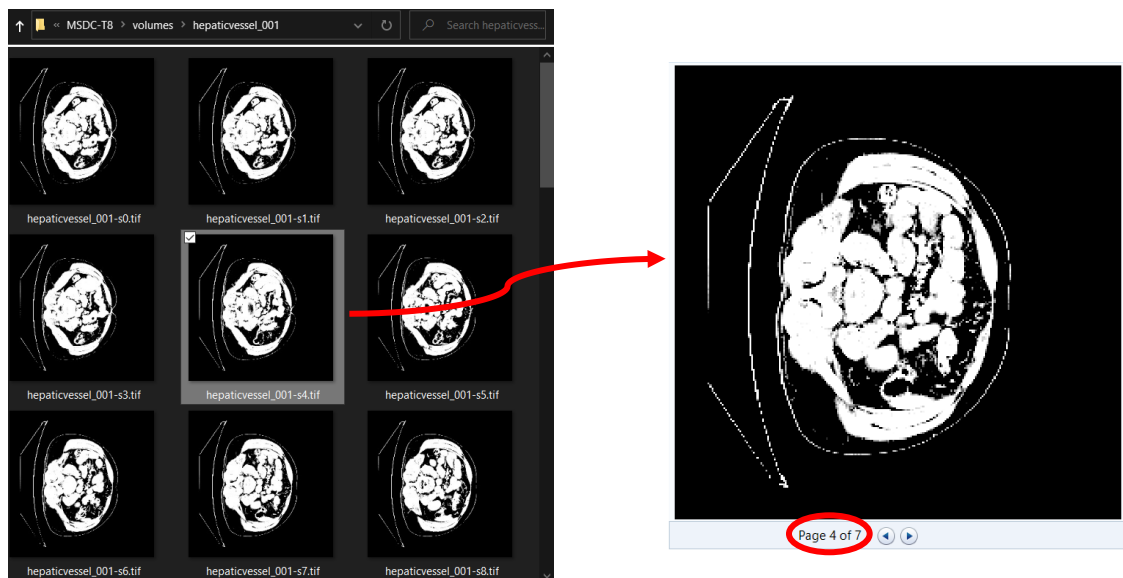 « MSDC-T8 > volumes > hepaticvessel_001
Search hepaticvess...
hepaticvessel_001-s0.tif
hepaticvessel_001-s1.tif
hepaticvessel_001-s2.tif
hepaticvessel_001-s3.tif
hepaticvessel_001-s4.tif
hepaticvessel_001-s5.tif
hepaticvessel_001-s6.tif
hepaticvessel_001-s7.tif
hepaticvessel_001-s8.tif
Page 4 of 7